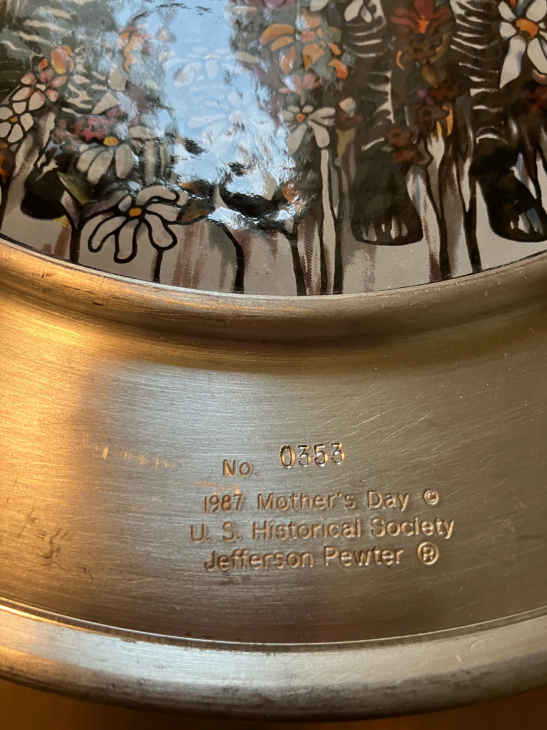 No. 0353
1987 Mother's Day ©
U. S. Historical Society
Jefferson Pewter ®